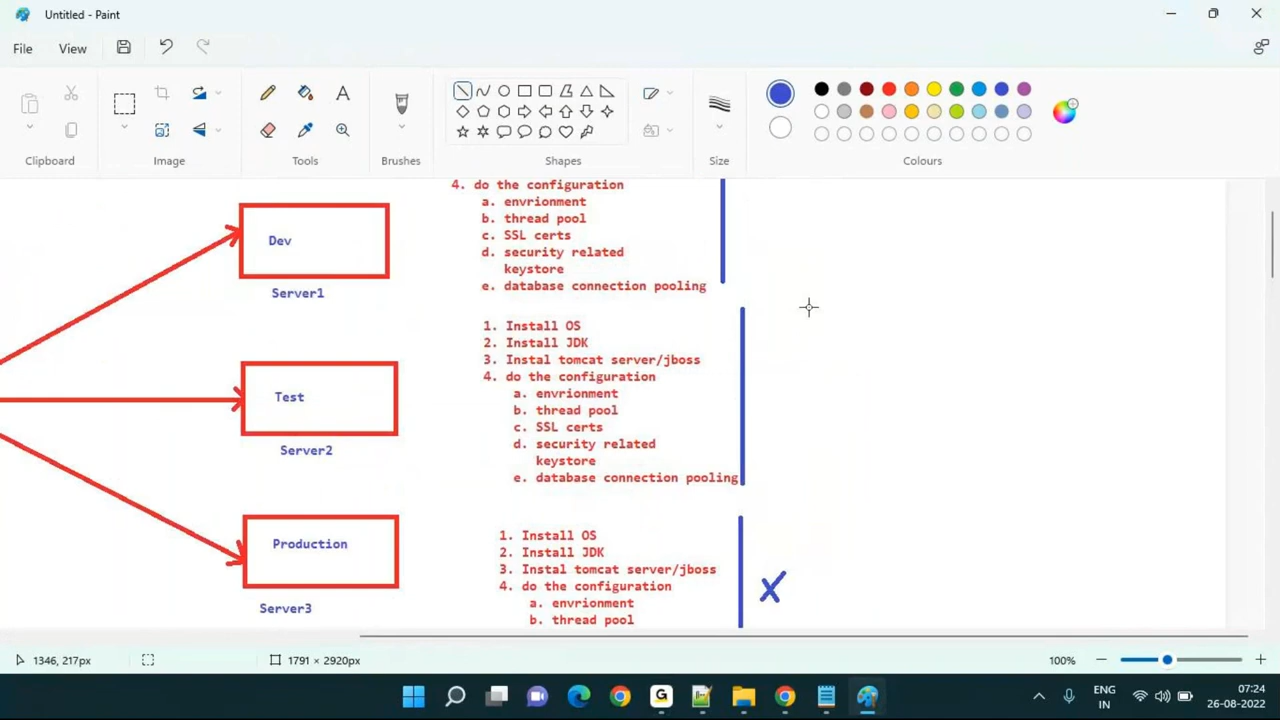 Untitled - Paint
File View
Clipboard Image Tools Brushes Shapes Size Colours
4. do the configuration
a. envrionment
b. thread pool
c. SSL certs
d. security related
keystore
e. database connection pooling
Dev
Server1
1. Install OS
2. Install JDK
3. Instal tomcat server/jboss
4. do the configuration
a. envrionment
b. thread pool
c. SSL certs
d. security related
keystore
e. database connection pooling
Test
Server2
1. Install OS
2. Install JDK
3. Instal tomcat server/jboss
4. do the configuration
a. envrionment
b. thread pool
X
Production
Server3
1346, 217px 1791 × 2920px 100%
ENG
IN
07:24
26-08-2022